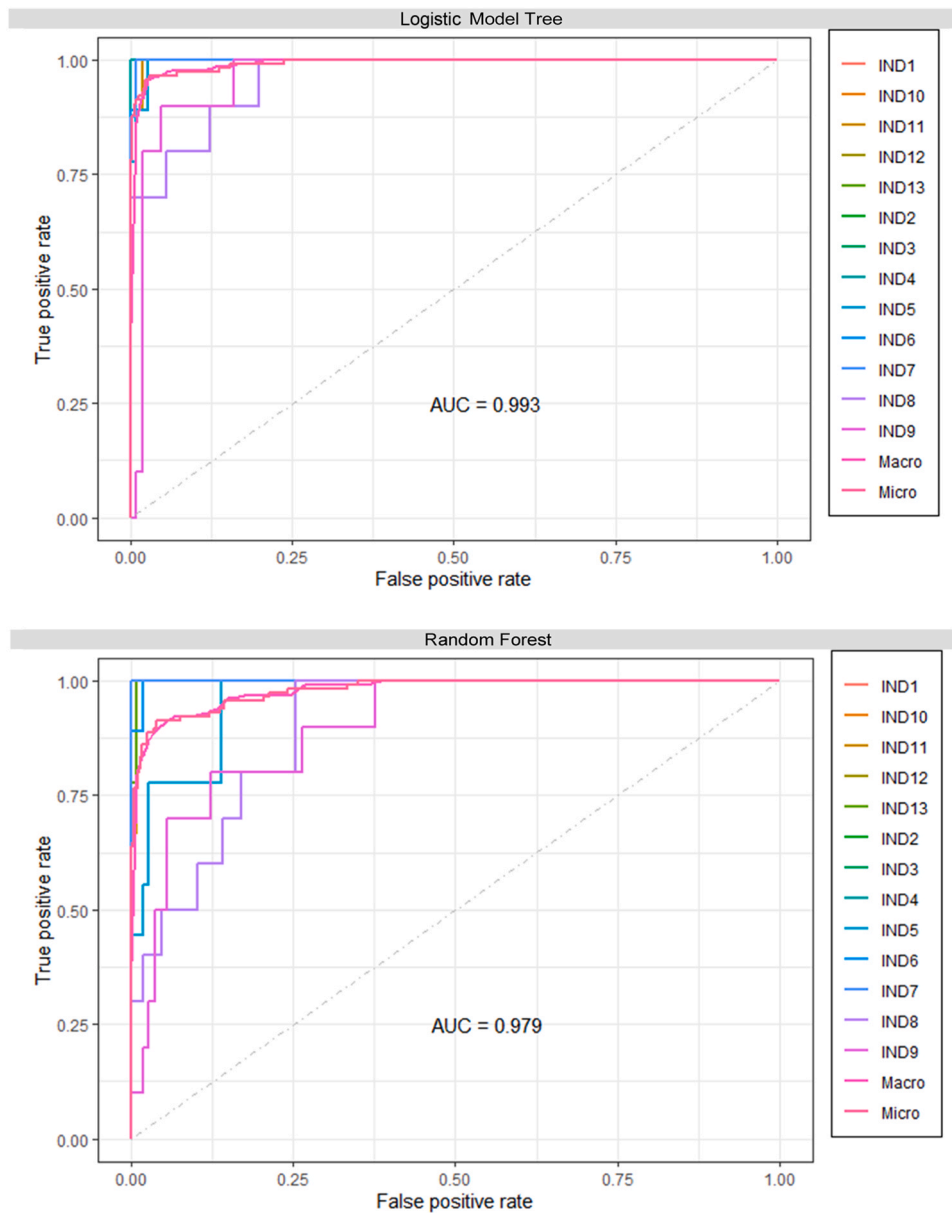 Logistic Model Tree
1.00
0.75
0.50
0.25
0.00
True positive rate
AUC = 0.993
0.00 0.25 0.50 0.75 1.00
False positive rate
IND1
IND10
IND11
IND12
IND13
IND2
IND3
IND4
IND5
IND6
IND7
IND8
IND9
Macro
Micro
Random Forest
1.00
0.75
0.50
0.25
0.00
True positive rate
AUC = 0.979
0.00 0.25 0.50 0.75 1.00
False positive rate
IND1
IND10
IND11
IND12
IND13
IND2
IND3
IND4
IND5
IND6
IND7
IND8
IND9
Macro
Micro